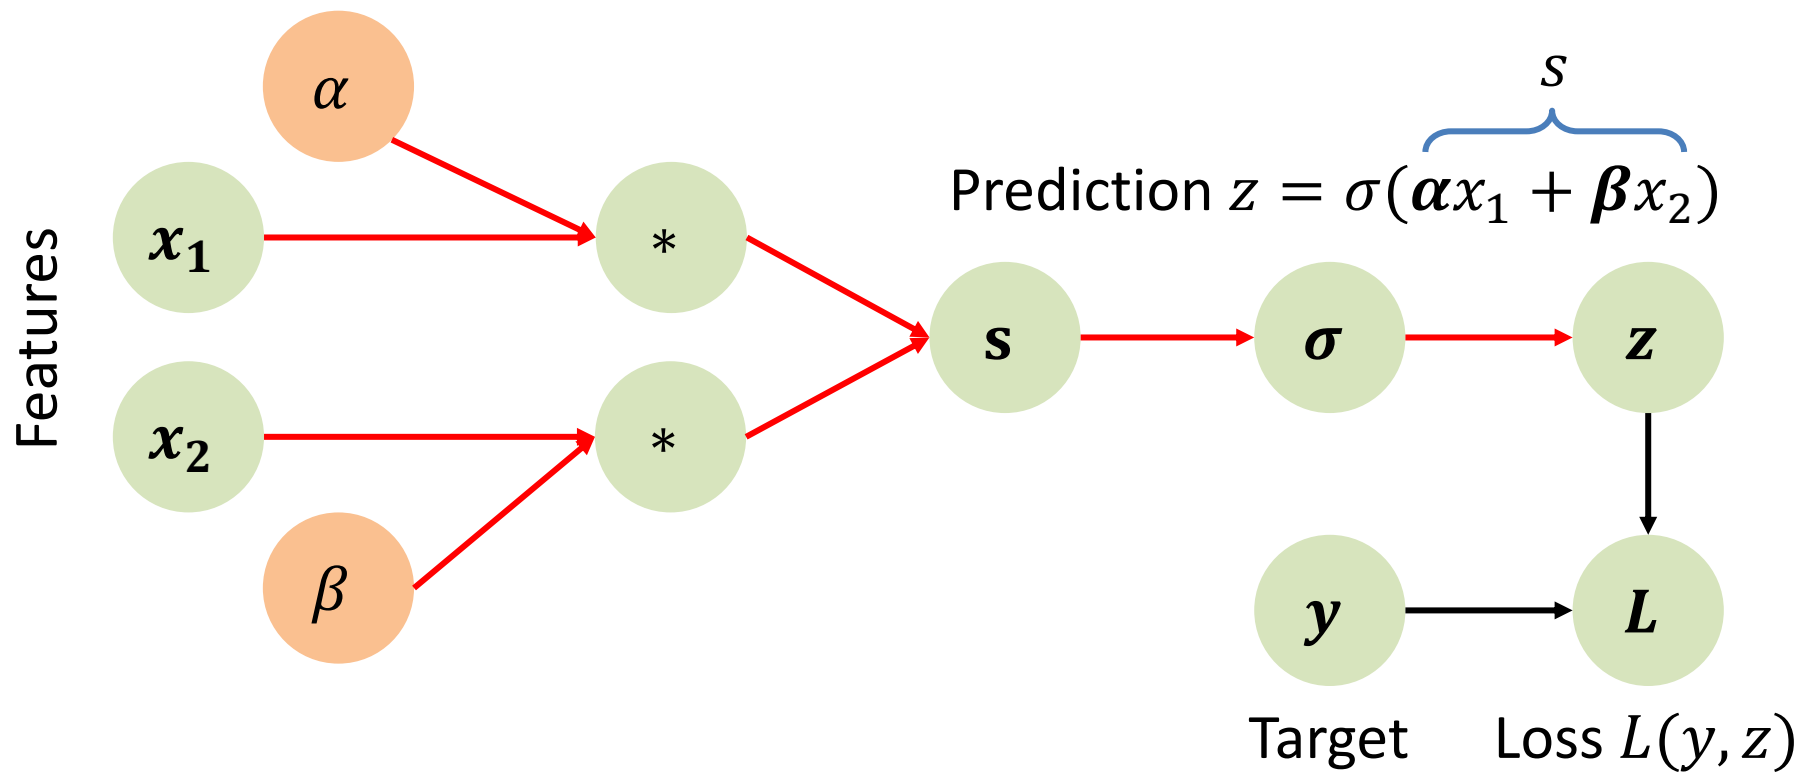 α
s
Prediction z = σ(αx₁ + βx₂)
x₁
*
Features
s
σ
z
x₂
*
β
y
L
Target
Loss L(y, z)